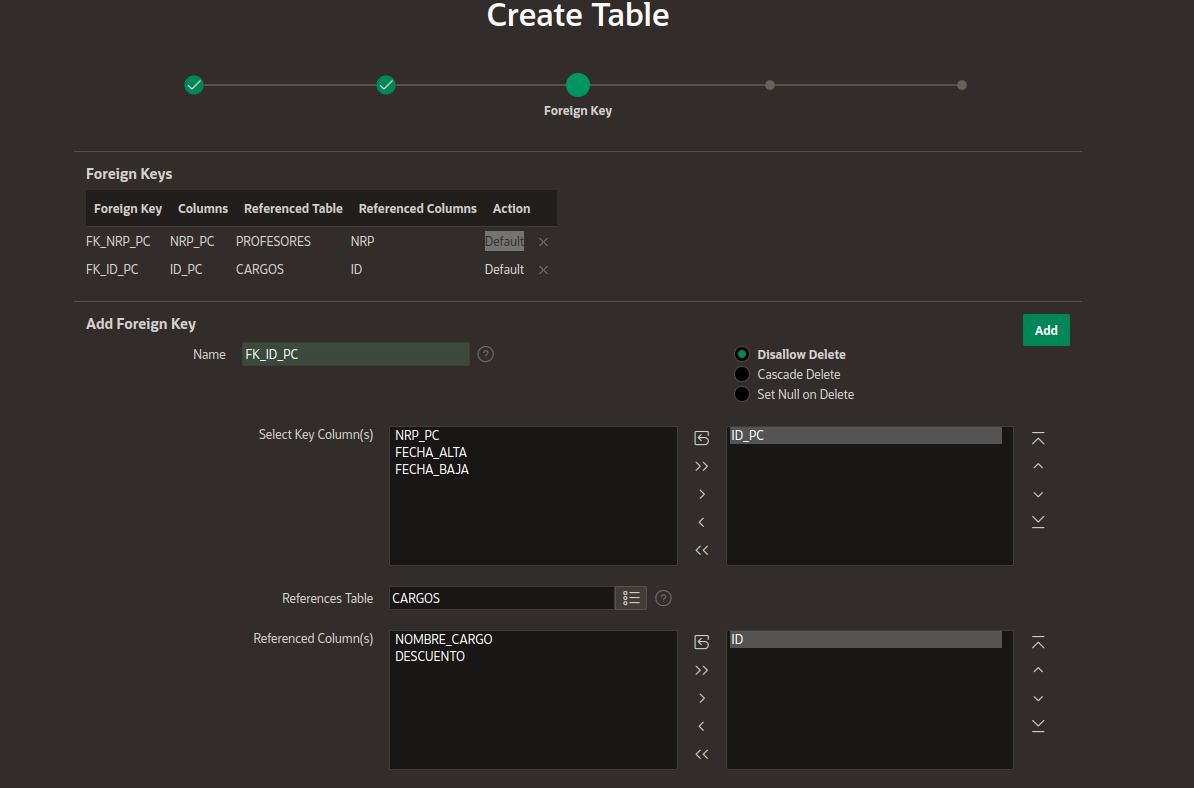 Create Table
Foreign Key
Foreign Keys
Foreign Key Columns Referenced Table Referenced Columns Action
FK_NRP_PC NRP_PC PROFESORES NRP Default
FK_ID_PC ID_PC CARGOS ID Default
Add Foreign Key
Add
Name FK_ID_PC ?
Disallow Delete
Cascade Delete
Set Null on Delete
Select Key Column(s)
NRP_PC
FECHA_ALTA
FECHA_BAJA
ID_PC
References Table CARGOS ?
Referenced Column(s)
NOMBRE_CARGO
DESCUENTO
ID